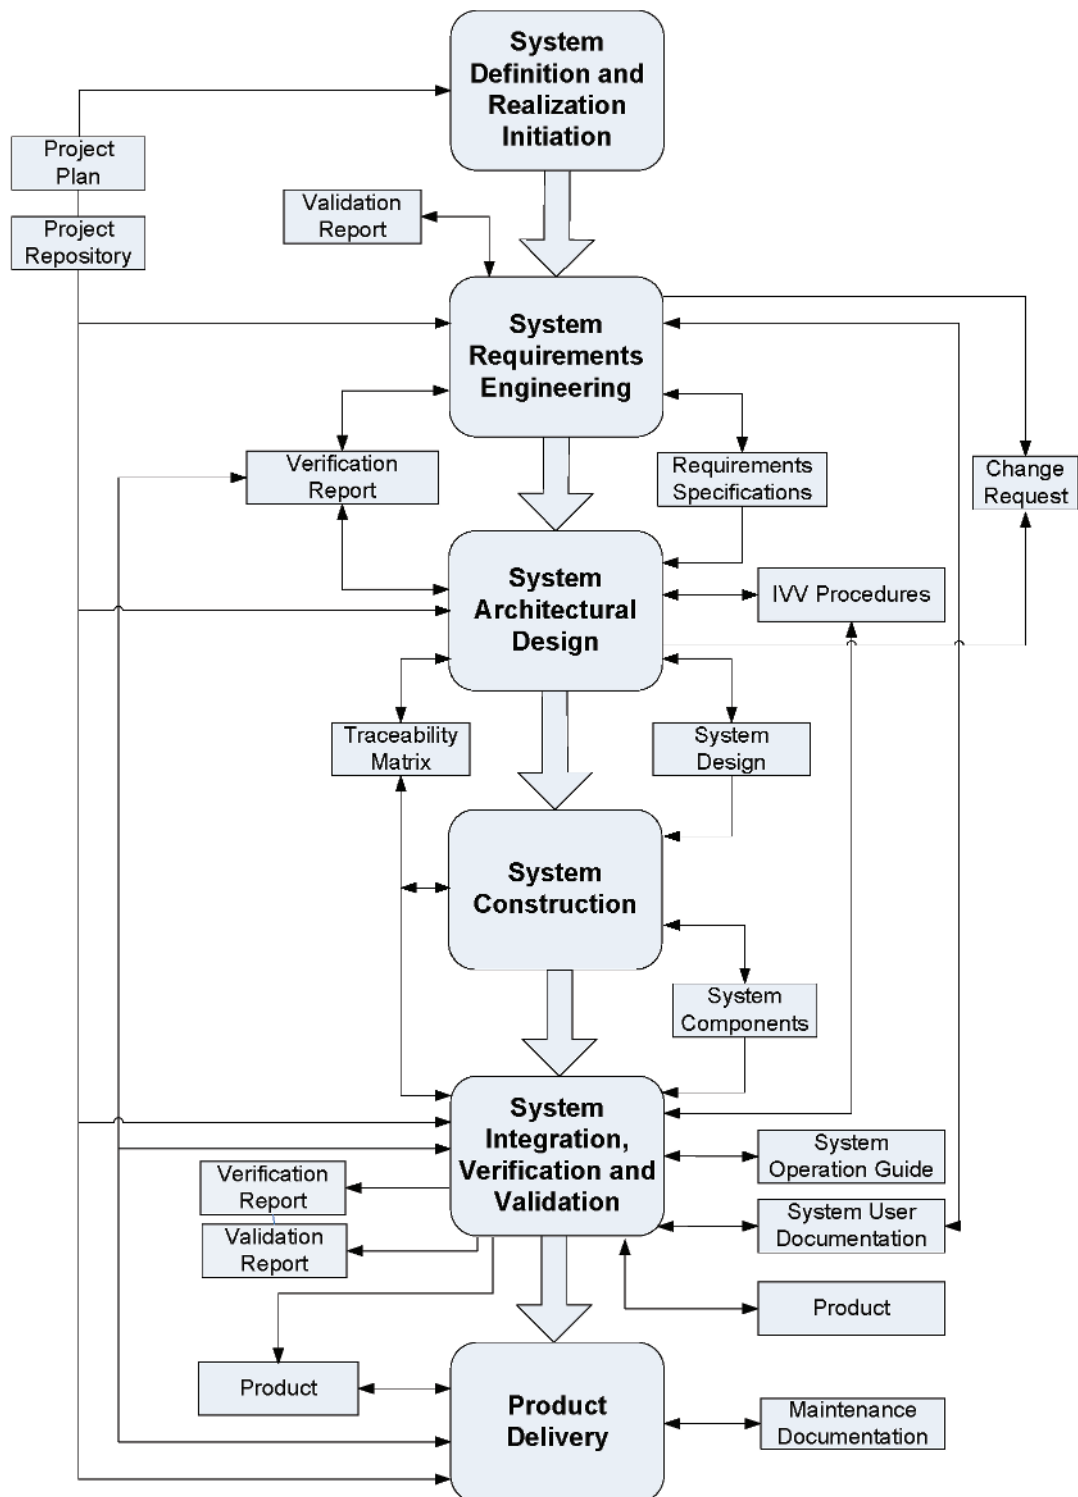 System
Definition and
Realization
Initiation
Project
Plan
Project
Repository
Validation
Report
System
Requirements
Engineering
Verification
Report
Requirements
Specifications
Change
Request
System
Architectural
Design
IVV Procedures
Traceability
Matrix
System
Design
System
Construction
System
Components
System
Integration,
Verification and
Validation
System
Operation Guide
Verification
Report
System User
Documentation
Validation
Report
Product
Product
Product
Delivery
Maintenance
Documentation